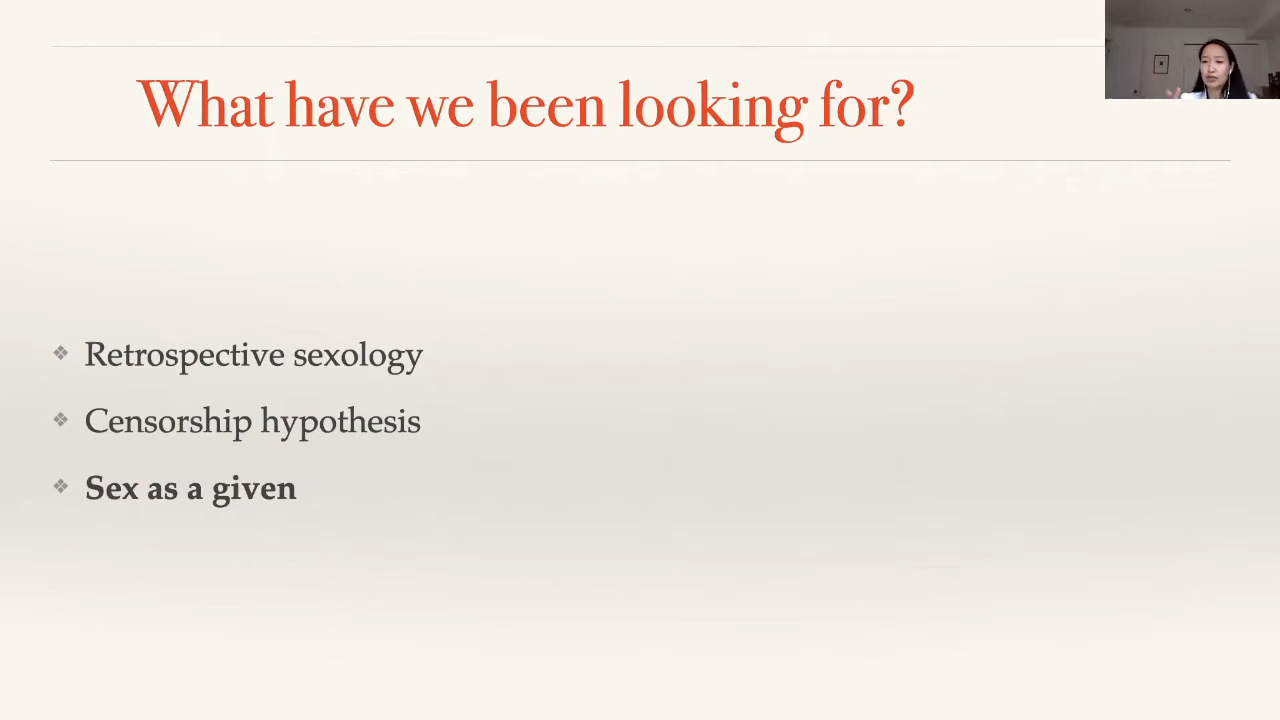 What have we been looking for?
Retrospective sexology
Censorship hypothesis
Sex as a given